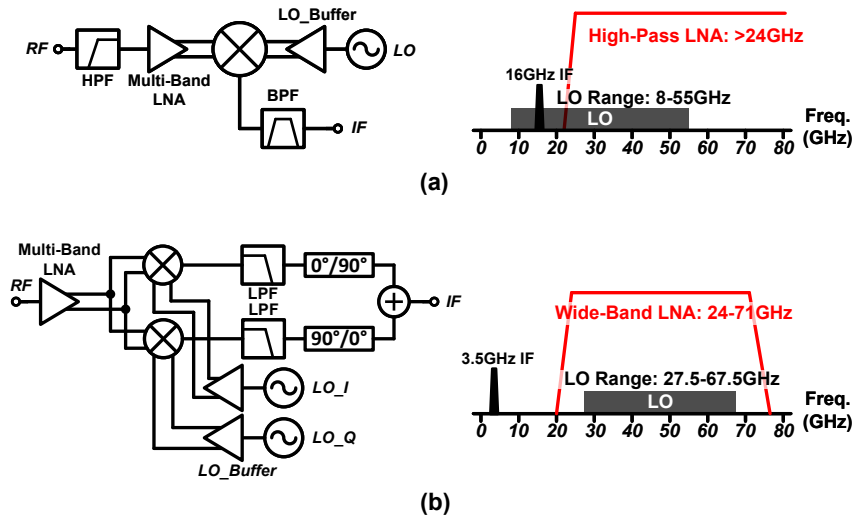 RF
HPF
Multi-Band
LNA
LO_Buffer
LO
BPF
IF
High-Pass LNA: >24GHz
16GHz IF
LO Range: 8-55GHz
LO
Freq.
(GHz)
0 10 20 30 40 50 60 70 80
(a)
Multi-Band
LNA
RF
LPF
0°/90°
LPF
90°/0°
+
IF
LO_I
LO_Q
LO_Buffer
Wide-Band LNA: 24-71GHz
3.5GHz IF
LO Range: 27.5-67.5GHz
LO
Freq.
(GHz)
0 10 20 30 40 50 60 70 80
(b)